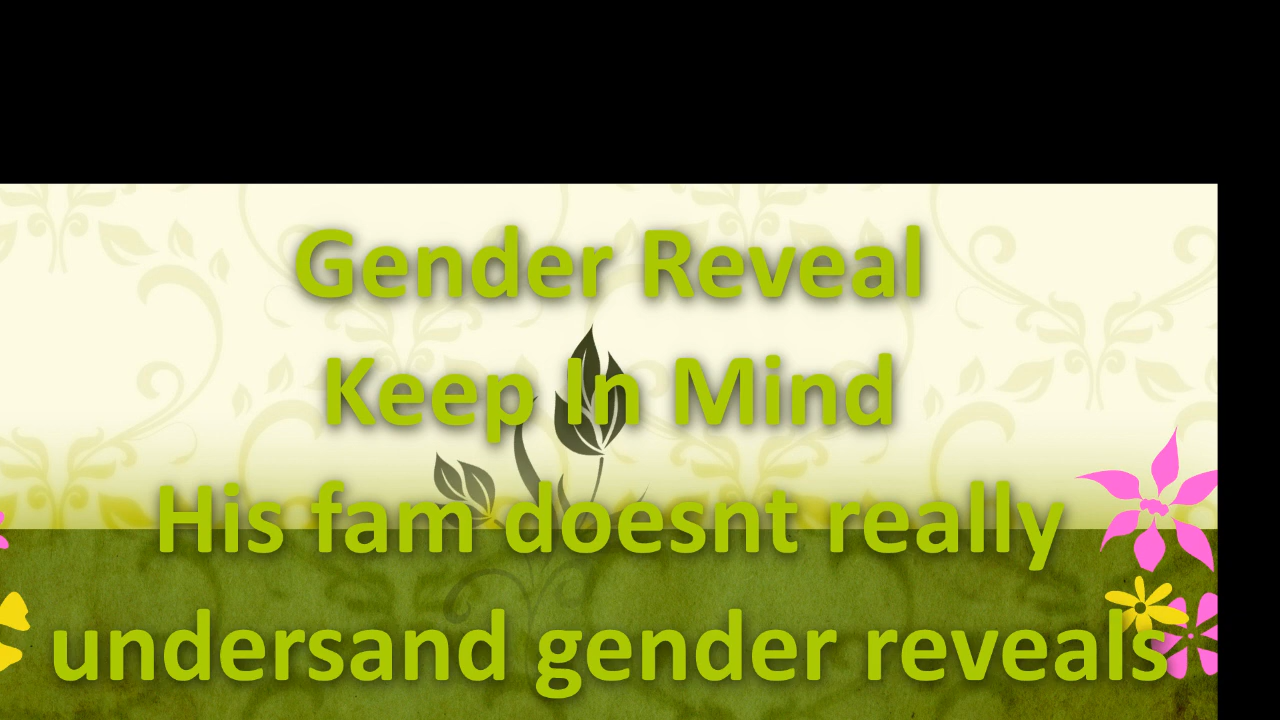 Gender Reveal
Keep In Mind
His fam doesnt really
undersand gender reveals